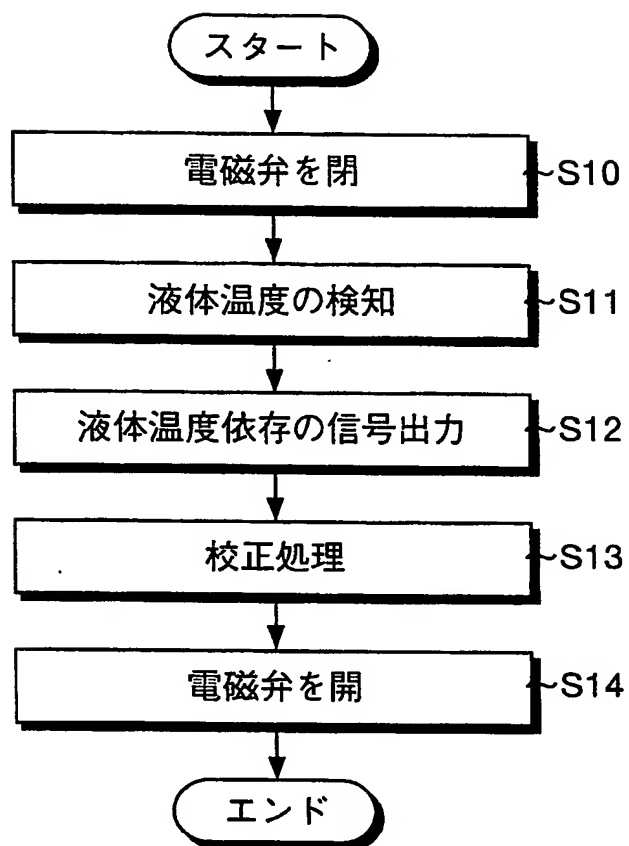 スタート
電磁弁を閉 ~S10
液体温度の検知 ~S11
液体温度依存の信号出力 ~S12
校正処理 ~S13
電磁弁を開 ~S14
エンド